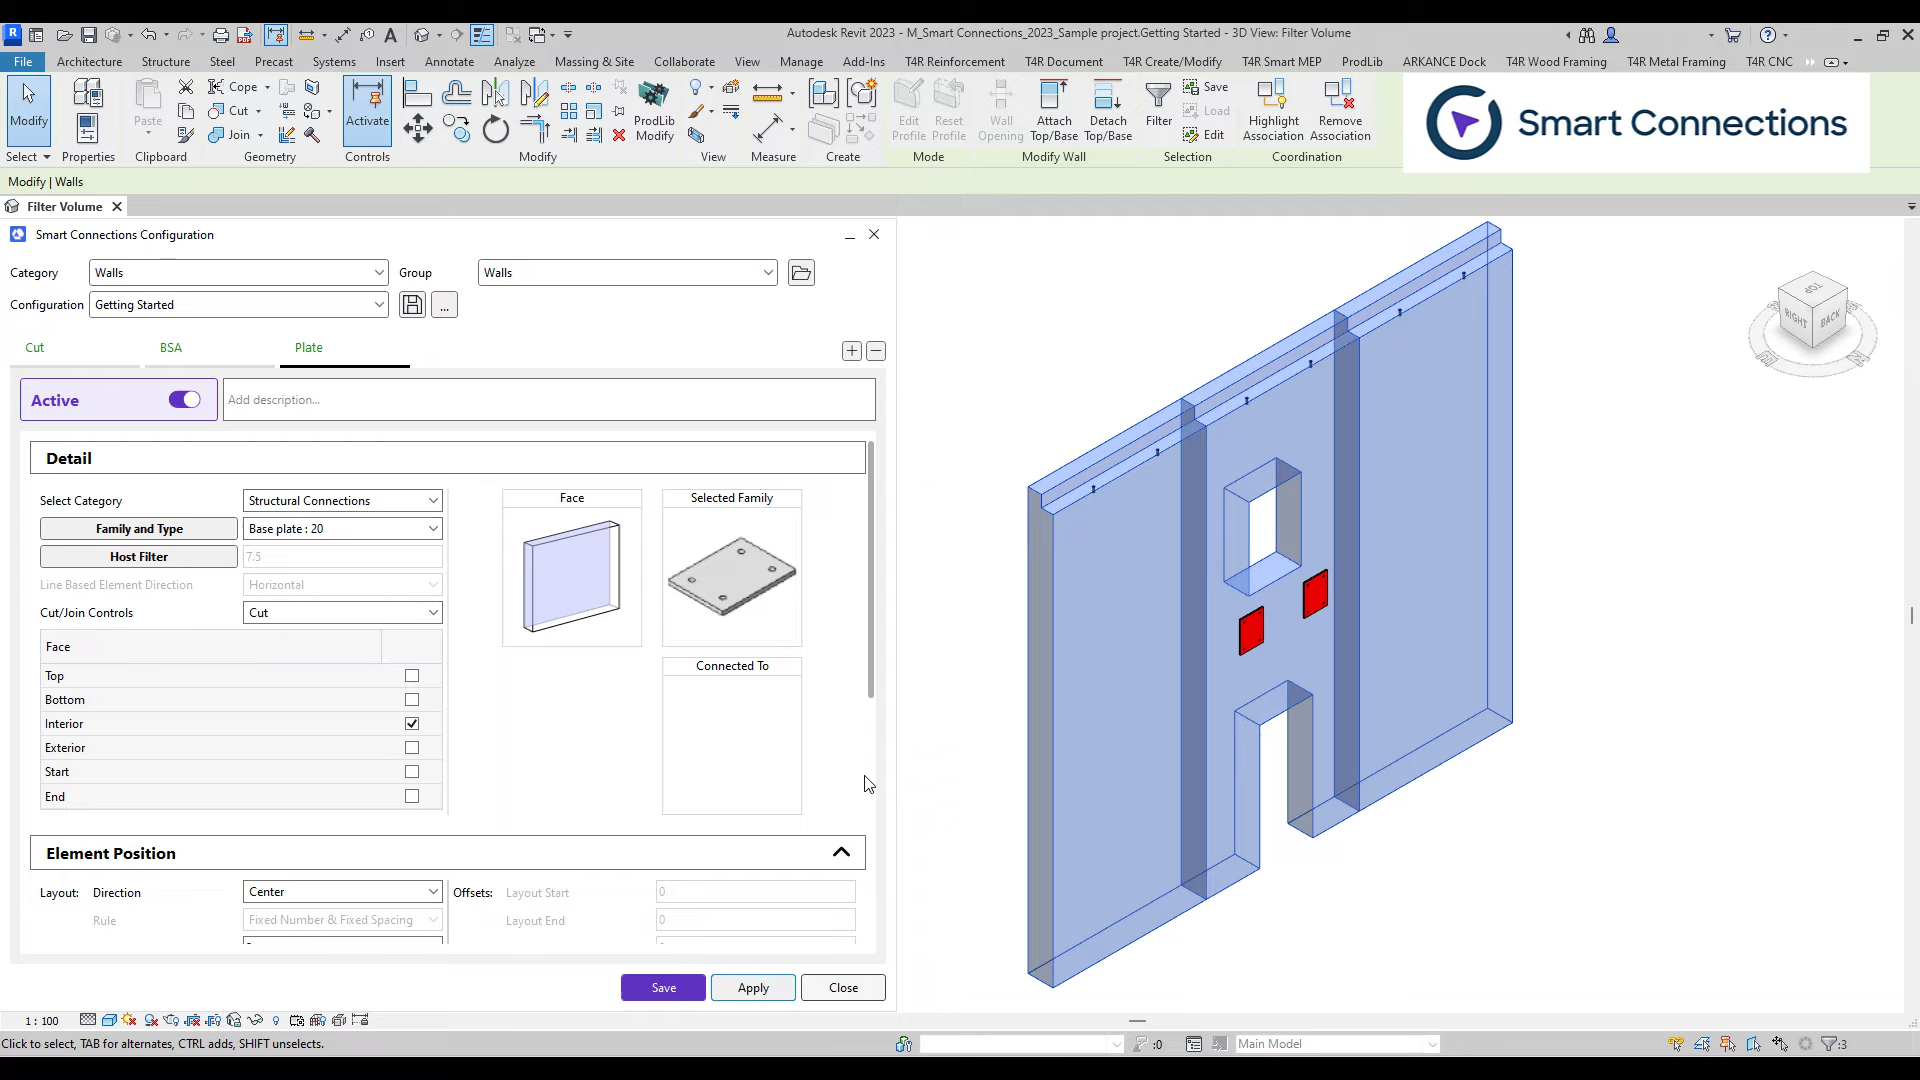 Autodesk Revit 2023 - M_Smart Connections_2023_Sample project.Getting Started - 3D View: Filter Volume
File Architecture Structure Steel Precast Systems Insert Annotate Analyze Massing & Site Collaborate View Manage Add-Ins T4R Reinforcement T4R Document T4R Create/Modify T4R Smart MEP ProdLib ARKANCE Dock T4R Wood Framing T4R Metal Framing T4R CNC
Modify
Paste
Cope
Cut
Join
Activate
ProdLib
Modify
Edit
Profile
Reset
Profile
Wall
Opening
Attach
Top/Base
Detach
Top/Base
Filter
Save
Load
Edit
Highlight
Association
Remove
Association
Smart Connections
Select Properties Clipboard Geometry Controls Modify View Measure Create Mode Modify Wall Selection Coordination
Modify | Walls
Filter Volume
Smart Connections Configuration
Category Walls Group Walls
Configuration Getting Started ...
Cut BSA Plate
Active Add description...
Detail
Select Category Structural Connections
Family and Type Base plate : 20
Host Filter 7.5
Line Based Element Direction Horizontal
Cut/Join Controls Cut
Face
Top
Bottom
Interior
Exterior
Start
End
Face
Selected Family
Connected To
Element Position
Layout: Direction Center Offsets: Layout Start 0
Rule Fixed Number & Fixed Spacing Layout End 0
Save Apply Close
TOP
RIGHT
BACK
1 : 100
Click to select, TAB for alternates, CTRL adds, SHIFT unselects.
:0
Main Model
:3